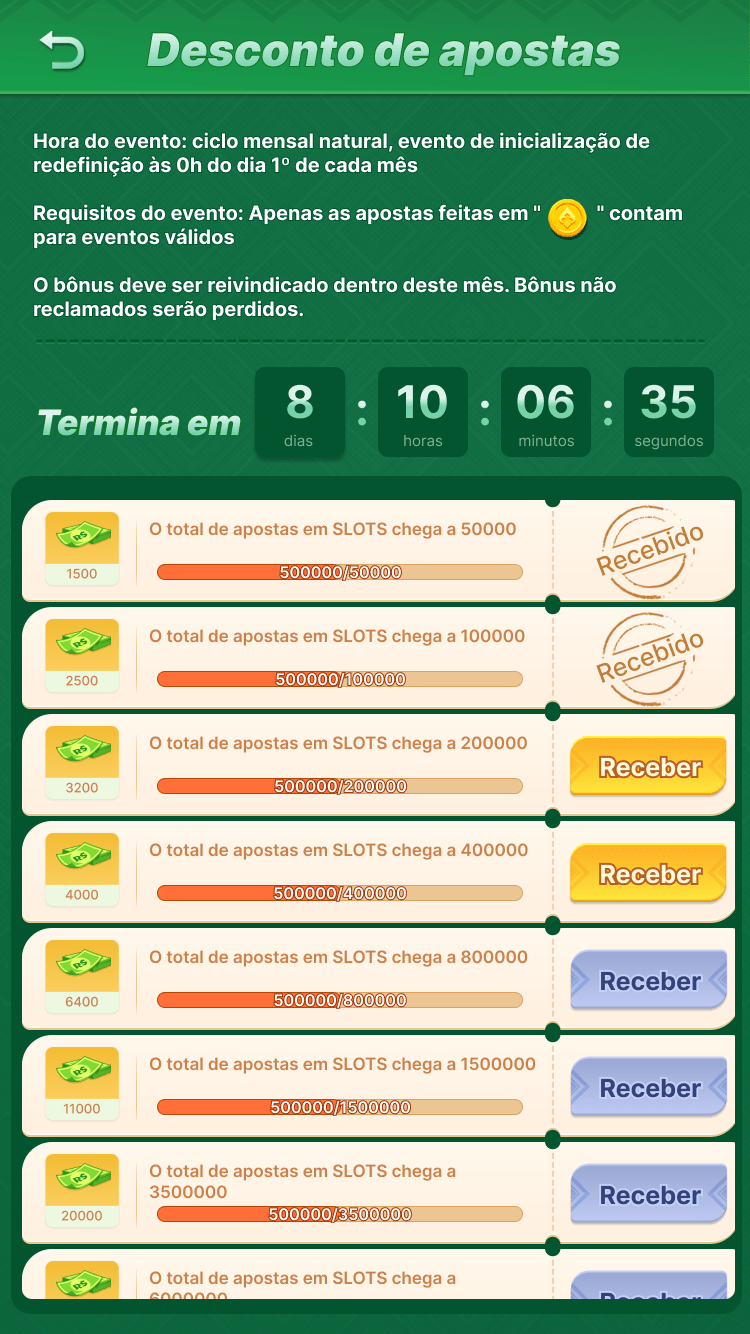 Desconto de apostas
Hora do evento: ciclo mensal natural, evento de inicialização de
redefinição às 0h do dia 1º de cada mês
Requisitos do evento: Apenas as apostas feitas em " " contam
para eventos válidos
O bônus deve ser reivindicado dentro deste mês. Bônus não
reclamados serão perdidos.
Termina em
8 : 10 : 06 : 35
dias horas minutos segundos
O total de apostas em SLOTS chega a 50000
R$
1500
500000/50000
Recebido
O total de apostas em SLOTS chega a 100000
R$
2500
500000/100000
Recebido
O total de apostas em SLOTS chega a 200000
R$
3200
500000/200000
Receber
O total de apostas em SLOTS chega a 400000
R$
4000
500000/400000
Receber
O total de apostas em SLOTS chega a 800000
R$
6400
500000/800000
Receber
O total de apostas em SLOTS chega a 1500000
R$
11000
500000/1500000
Receber
O total de apostas em SLOTS chega a
3500000
R$
20000
500000/3500000
Receber
O total de apostas em SLOTS chega a
6000000
R$
Receber